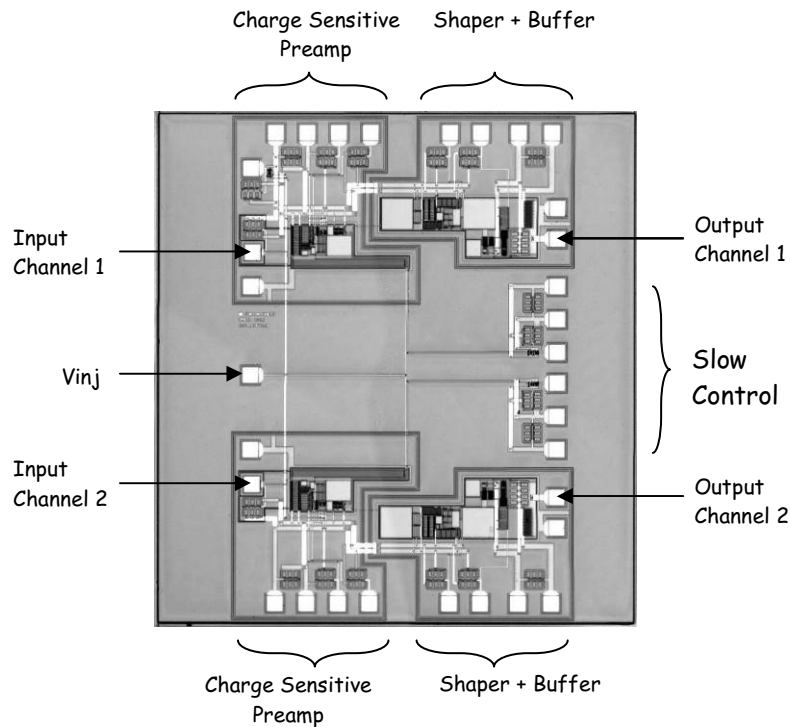 Charge Sensitive
Preamp
Shaper + Buffer
Input
Channel 1
Output
Channel 1
Vinj
Slow
Control
Input
Channel 2
Output
Channel 2
Charge Sensitive
Preamp
Shaper + Buffer